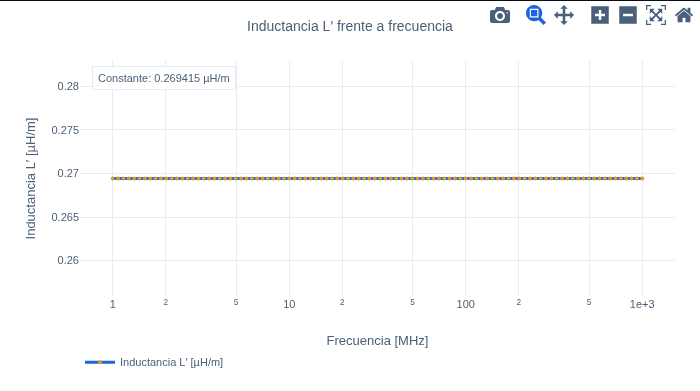 Inductancia L′ frente a frecuencia
Constante: 0.269415 µH/m
0.28
0.275
0.27
0.265
0.26
Inductancia L′ [µH/m]
1
2
5
10
2
5
100
2
5
1e+3
Frecuencia [MHz]
Inductancia L′ [µH/m]